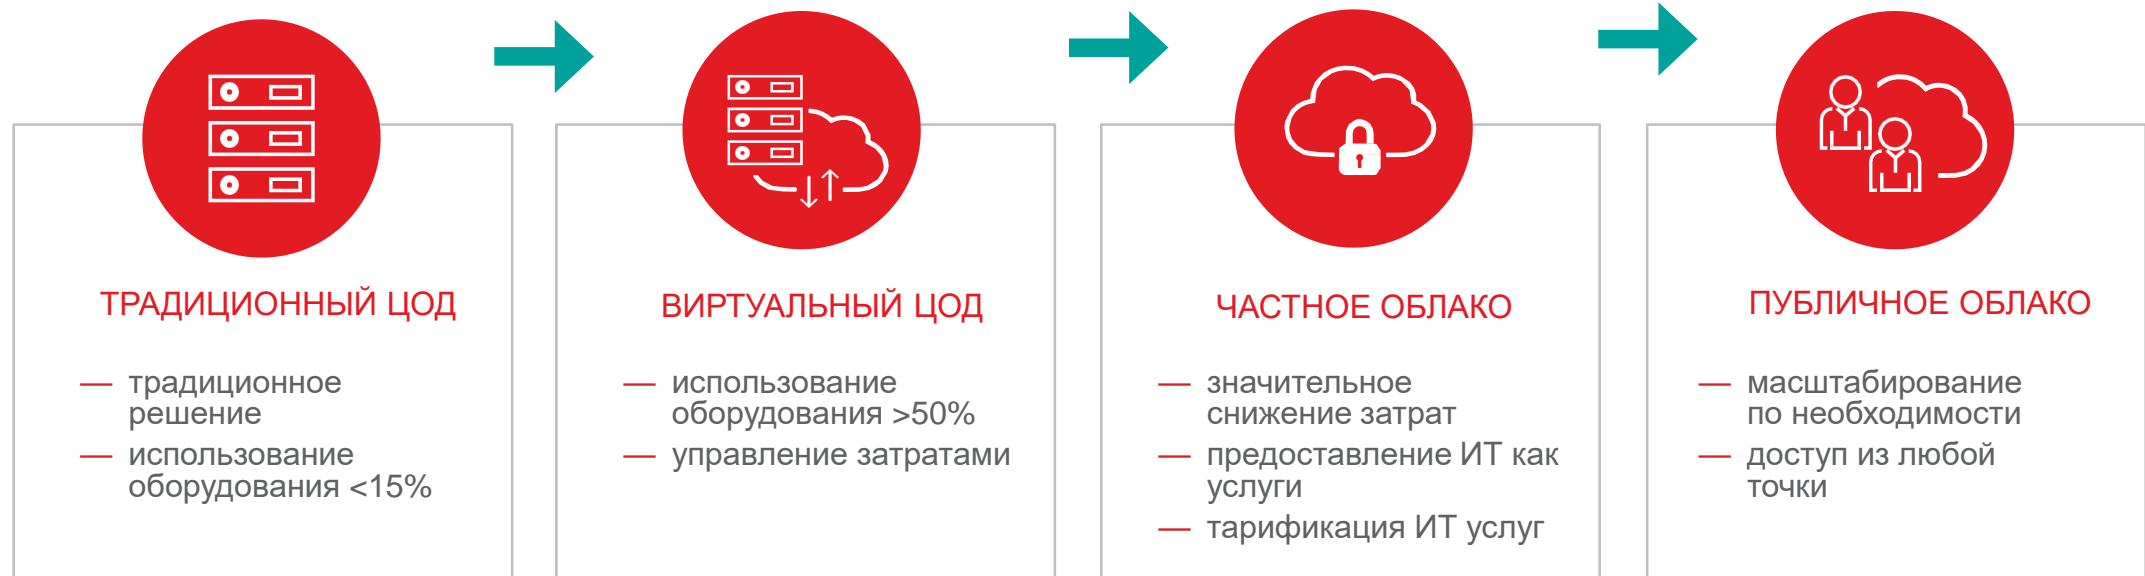 ТРАДИЦИОННЫЙ ЦОД
— традиционное
решение
— использование
оборудования <15%
ВИРТУАЛЬНЫЙ ЦОД
— использование
оборудования >50%
— управление затратами
ЧАСТНОЕ ОБЛАКО
— значительное
снижение затрат
— предоставление ИТ как
услуги
— тарификация ИТ услуг
ПУБЛИЧНОЕ ОБЛАКО
— масштабирование
по необходимости
— доступ из любой
точки